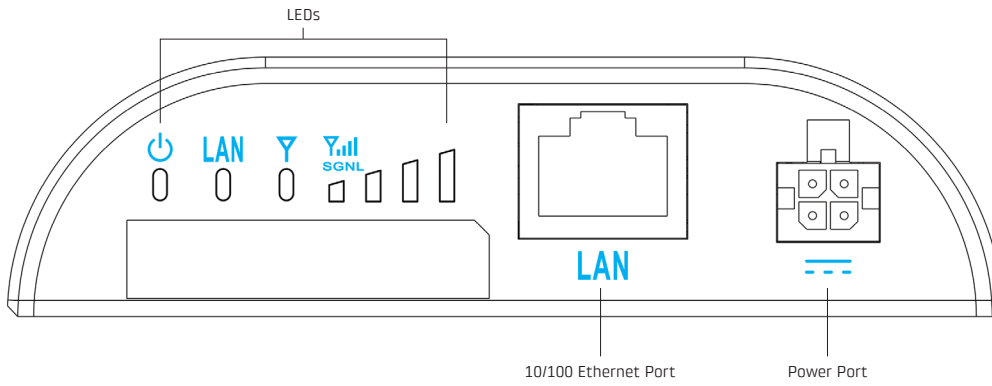 LEDs
LAN
SGNL
LAN
10/100 Ethernet Port
Power Port